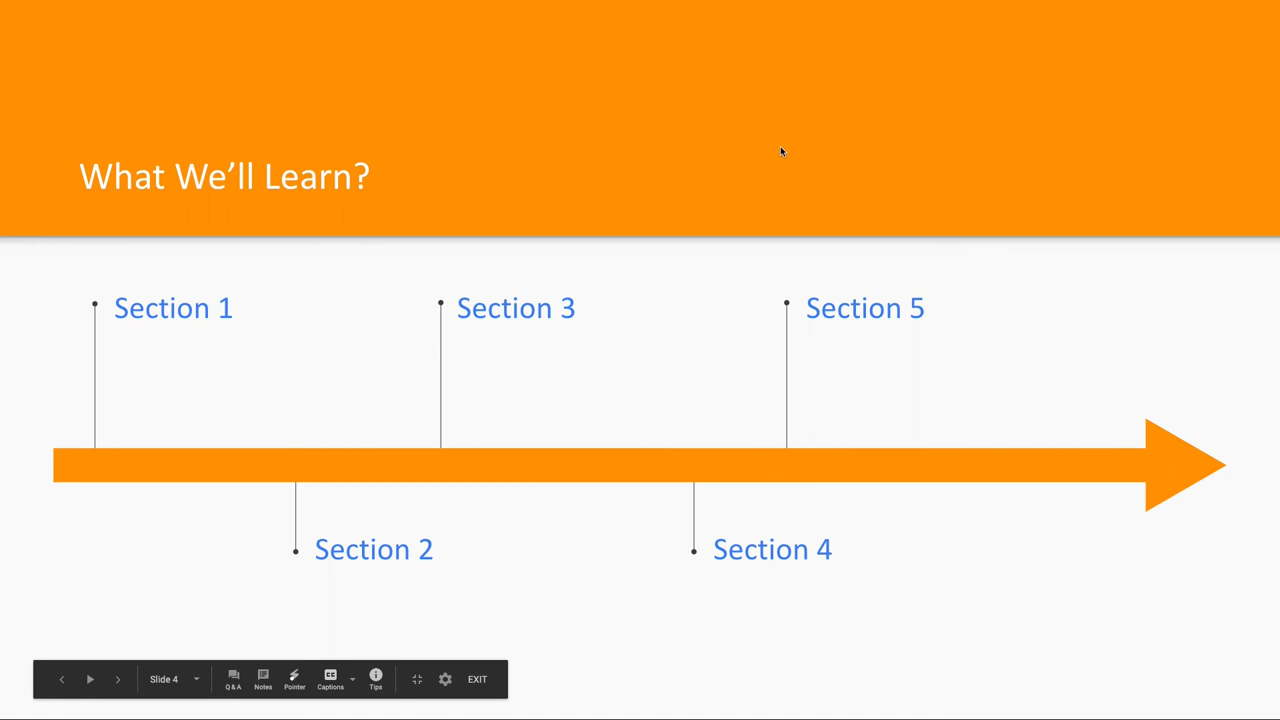 What We’ll Learn?
Section 1
Section 3
Section 5
Section 2
Section 4
Slide 4
Q & A
Notes
Pointer
CC
Captions
Tips
EXIT